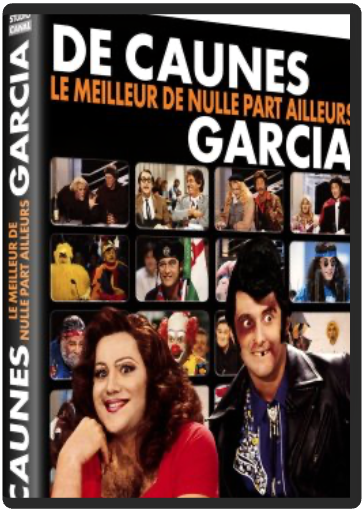 DE CAUNES
LE MEILLEUR DE NULLE PART AILLEURS
GARCIA
STUDIO
CANAL
GARCIA
LE MEILLEUR DE
NULLE PART AILLEURS
CAUNES